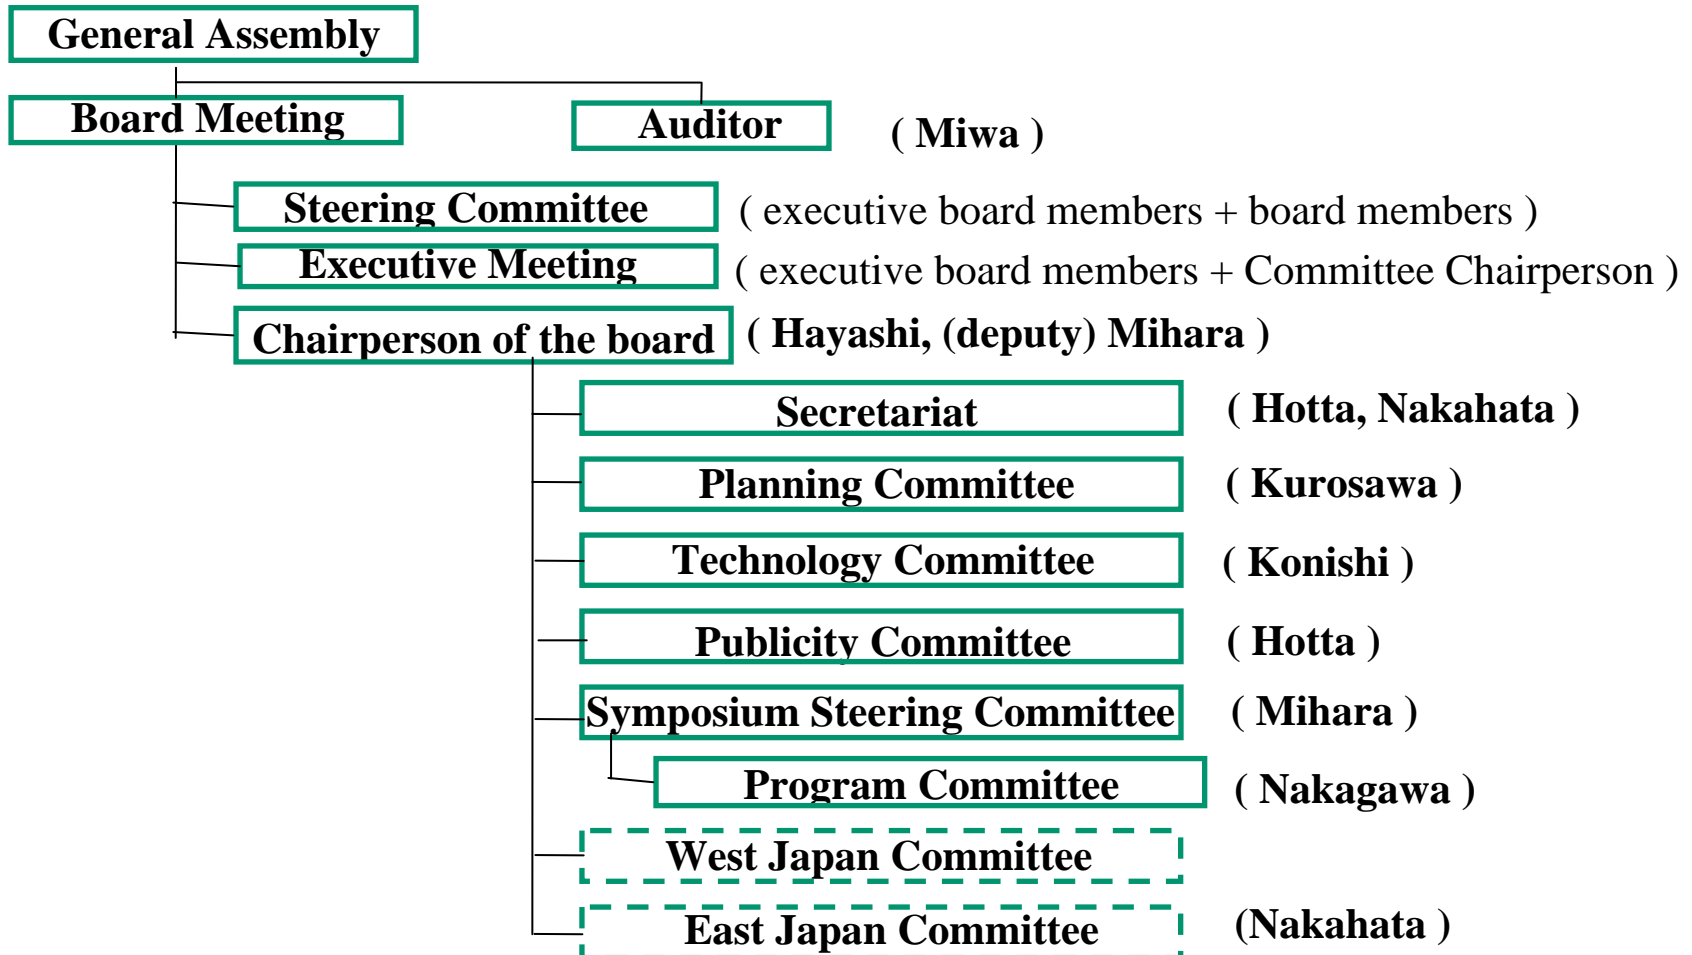 General Assembly
Board Meeting
Auditor ( Miwa )
Steering Committee ( executive board members + board members )
Executive Meeting ( executive board members + Committee Chairperson )
Chairperson of the board ( Hayashi, (deputy) Mihara )
Secretariat ( Hotta, Nakahata )
Planning Committee ( Kurosawa )
Technology Committee ( Konishi )
Publicity Committee ( Hotta )
Symposium Steering Committee ( Mihara )
Program Committee ( Nakagawa )
West Japan Committee
East Japan Committee (Nakahata )